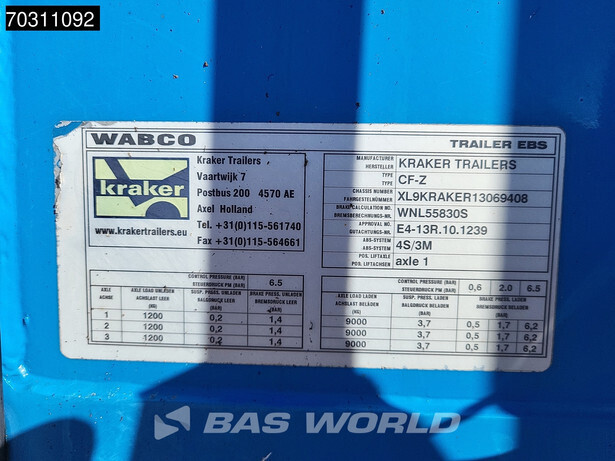 70311092
WABCO
TRAILER EBS
kraker
www.krakertrailers.eu
Kraker Trailers
Vaartwijk 7
Postbus 200 4570 AE
Axel Holland
Tel. +31(0)115-561740
Fax +31(0)115-564661
MANUFACTURER
HERSTELLER
KRAKER TRAILERS
TYPE
TYPE
CF-Z
CHASSIS NUMBER
FAHRGESTELLNUMMER
XL9KRAKER13069408
BRAKE CALCULATION NO.
BREMSBERECHNUNGS-NR.
WNL55830S
APPROVAL NO
GUTACHTUNGS-NR.
E4-13R.10.1239
ABS-SYSTEM
ABS-SYSTEM
4S/3M
POS. LIFTAXLE
POS. LIFTACHSEN
axle 1
CONTROL PRESSURE (BAR)
STEUERDRUCK PM (BAR)
6.5
AXLE
ACHSE
AXLE LOAD UNLADEN
ACHSLAST LEER
(KG)
SUSP. PRESS. UNLADEN
BALGDRUCK LEER
(BAR)
BRAKE PRESS. UNLADEN
BREMSDRUCK LEER
(BAR)
1 1200 0,2 1,4
2 1200 0,2 1,4
3 1200 0,2 1,4
CONTROL PRESSURE (BAR)
STEUERDRUCK PM (BAR)
0,6 2.0 6.5
AXLE LOAD LADEN
ACHSLAST BELADEN
(KG)
SUSP. PRESS. LADEN
BALGDRUCK BELADEN
(BAR)
BRAKE PRESS. LADEN
BREMSDRUCK BELADEN
(BAR)
9000 3,7 0,5 1,7 6,2
9000 3,7 0,5 1,7 6,2
9000 3,7 0,5 1,7 6,2
BAS WORLD